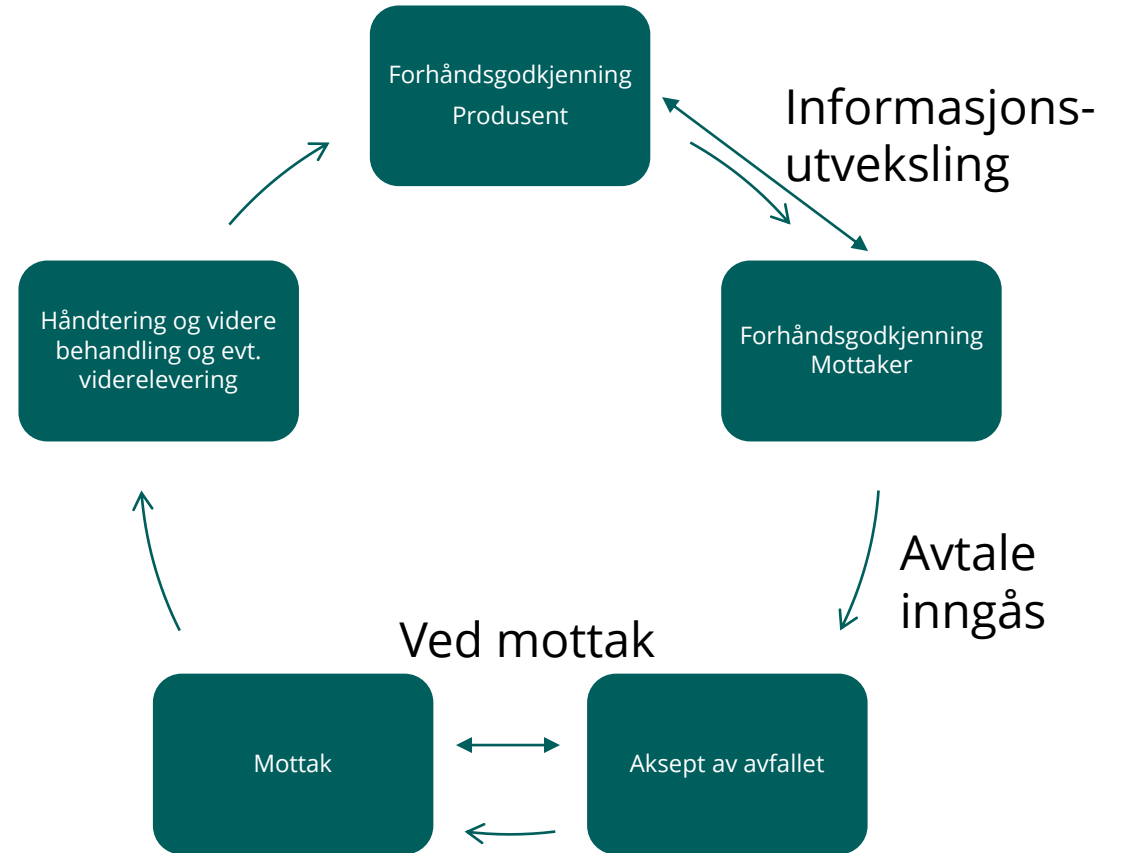 Forhåndsgodkjenning
Produsent
Informasjons-
utveksling
Håndtering og videre
behandling og evt.
viderelevering
Forhåndsgodkjenning
Mottaker
Avtale
inngås
Ved mottak
Mottak
Aksept av avfallet